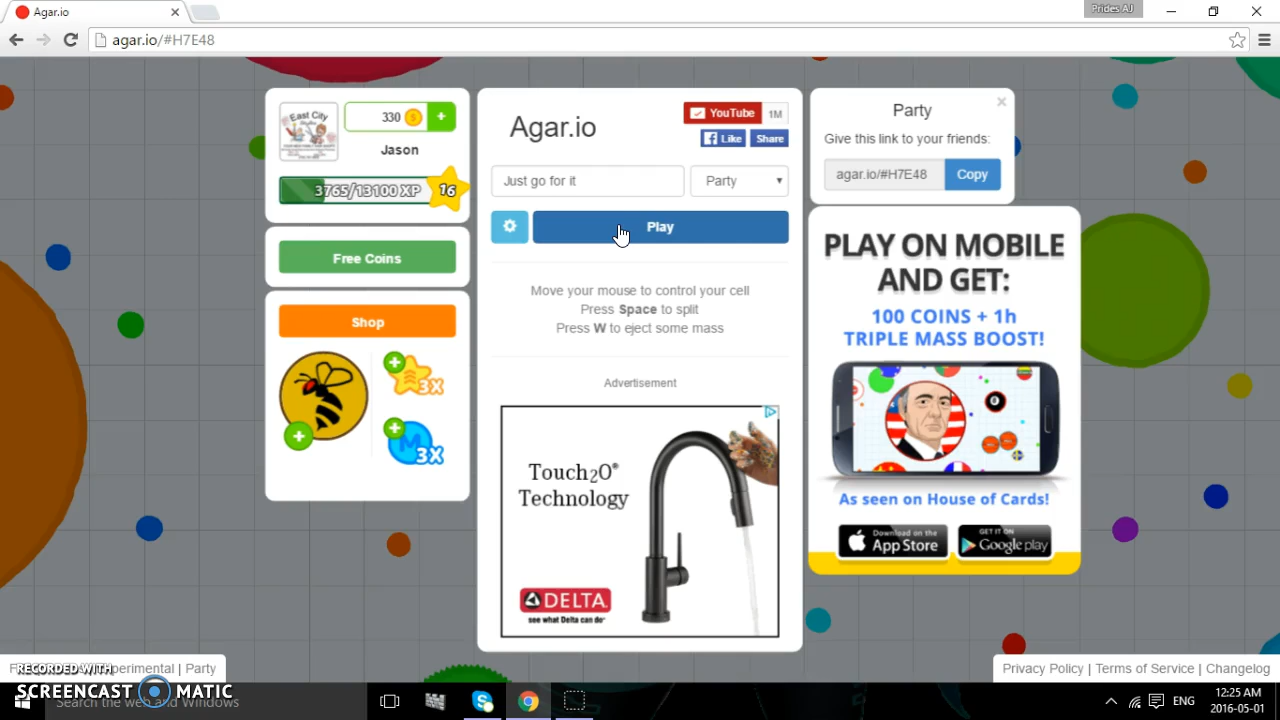 Agar.io
Prides AJ
agar.io/#H7E48
East City
330
Jason
3765/13100 XP
16
Free Coins
Shop
3X
M
3X
Agar.io
YouTube 1M
Like Share
Just go for it
Party
Play
Move your mouse to control your cell
Press Space to split
Press W to eject some mass
Advertisement
Touch2O®
Technology
DELTA
see what Delta can do
Party
Give this link to your friends:
agar.io/#H7E48 Copy
PLAY ON MOBILE
AND GET:
100 COINS + 1h
TRIPLE MASS BOOST!
8
As seen on House of Cards!
Download on the
App Store
GET IT ON
Google play
Experimental | Party
Privacy Policy | Terms of Service | Changelog
RECORDED WITH
SCREENCAST MATIC
Search the web and Windows
ENG
12:25 AM
2016-05-01